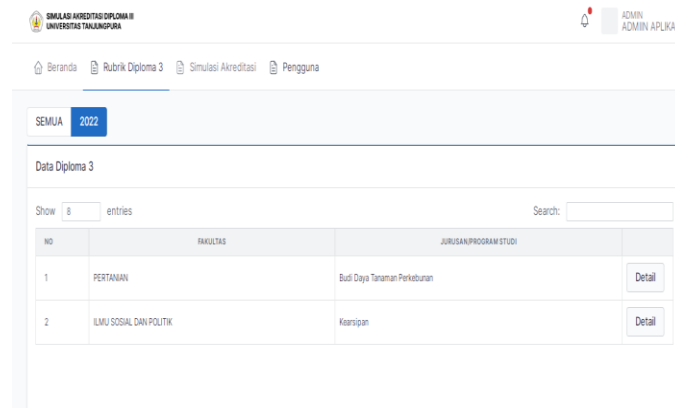 SIMULASI AKREDITASI DIPLOMA III
UNIVERSITAS TANJUNGPURA
ADMIN
ADMIIN APLIKA
Beranda Rubrik Diploma 3 Simulasi Akreditasi Pengguna
SEMUA 2022
Data Diploma 3
Show 8 entries Search:
NO FAKULTAS JURUSAN/PROGRAM STUDI
1 PERTANIAN Budi Daya Tanaman Perkebunan Detail
2 ILMU SOSIAL DAN POLITIK Kearsipan Detail